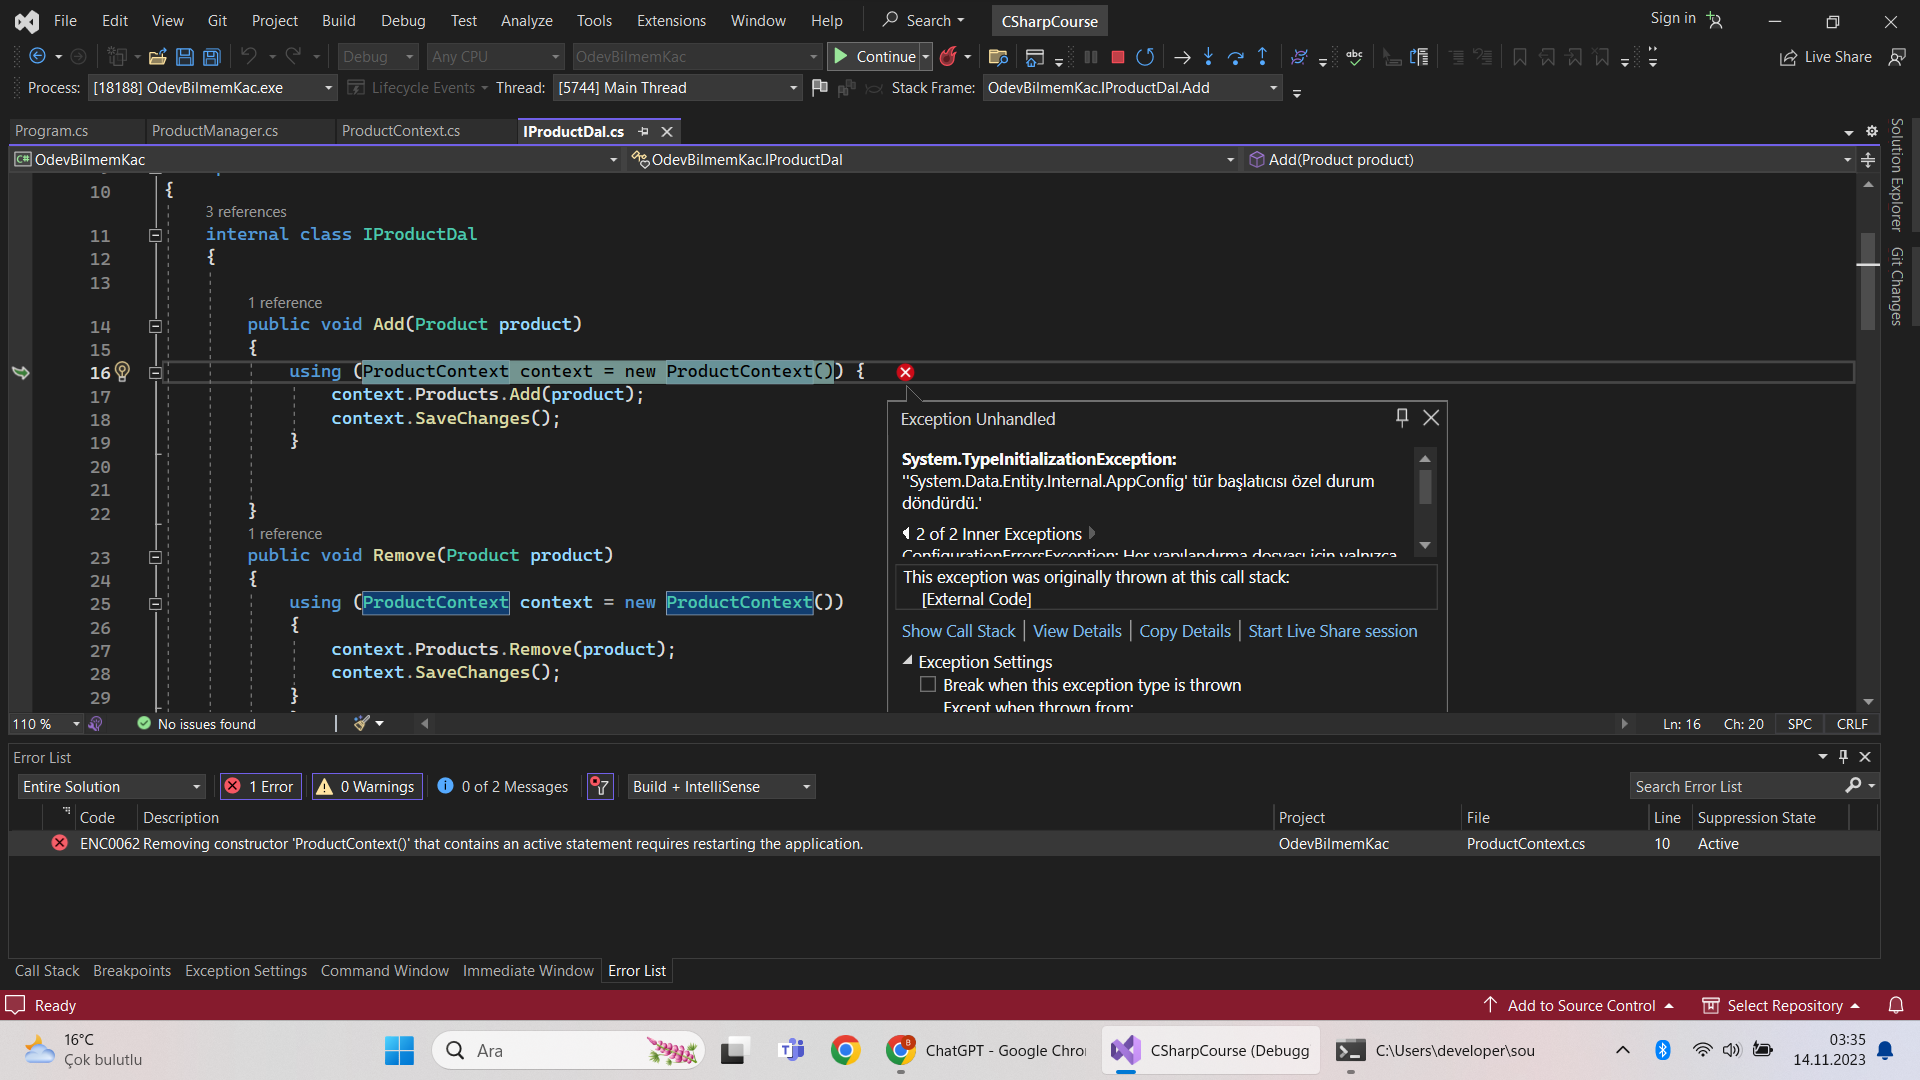 File Edit View Git Project Build Debug Test Analyze Tools Extensions Window Help Search CSharpCourse Sign in
Debug Any CPU OdevBilmemKac Continue Live Share
Process: [18188] OdevBilmemKac.exe Lifecycle Events Thread: [5744] Main Thread Stack Frame: OdevBilmemKac.IProductDal.Add
Program.cs ProductManager.cs ProductContext.cs IProductDal.cs
OdevBilmemKac OdevBilmemKac.IProductDal Add(Product product)
Solution Explorer
Git Changes
10 {
3 references
11 internal class IProductDal
12 {
13
1 reference
14 public void Add(Product product)
15 {
16 using (ProductContext context = new ProductContext()) {
17 context.Products.Add(product);
18 context.SaveChanges();
19 }
20
21
22 }
1 reference
23 public void Remove(Product product)
24 {
25 using (ProductContext context = new ProductContext())
26 {
27 context.Products.Remove(product);
28 context.SaveChanges();
29 }
Exception Unhandled
System.TypeInitializationException:
''System.Data.Entity.Internal.AppConfig' tür başlatıcısı özel durum
döndürdü.'
2 of 2 Inner Exceptions
ConfigurationErrorsException: Her yapılandırma dosyası için yalnızca
This exception was originally thrown at this call stack:
[External Code]
Show Call Stack | View Details | Copy Details | Start Live Share session
Exception Settings
Break when this exception type is thrown
Except when thrown from:
110 % No issues found Ln: 16 Ch: 20 SPC CRLF
Error List
Entire Solution 1 Error 0 Warnings 0 of 2 Messages Build + IntelliSense Search Error List
Code Description Project File Line Suppression State
ENC0062 Removing constructor 'ProductContext()' that contains an active statement requires restarting the application. OdevBilmemKac ProductContext.cs 10 Active
Call Stack Breakpoints Exception Settings Command Window Immediate Window Error List
Ready Add to Source Control Select Repository
16°C
Çok bulutlu
Ara
ChatGPT - Google Chro
CSharpCourse (Debugg
C:\Users\developer\sou
03:35
14.11.2023